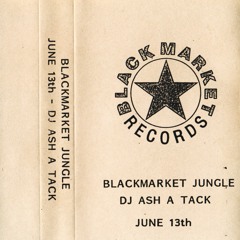 BLACKMARKET JUNGLE
JUNE 13th - DJ ASH A TACK
BLACK MARKET
RECORDS
BLACKMARKET JUNGLE
DJ ASH A TACK
JUNE 13th